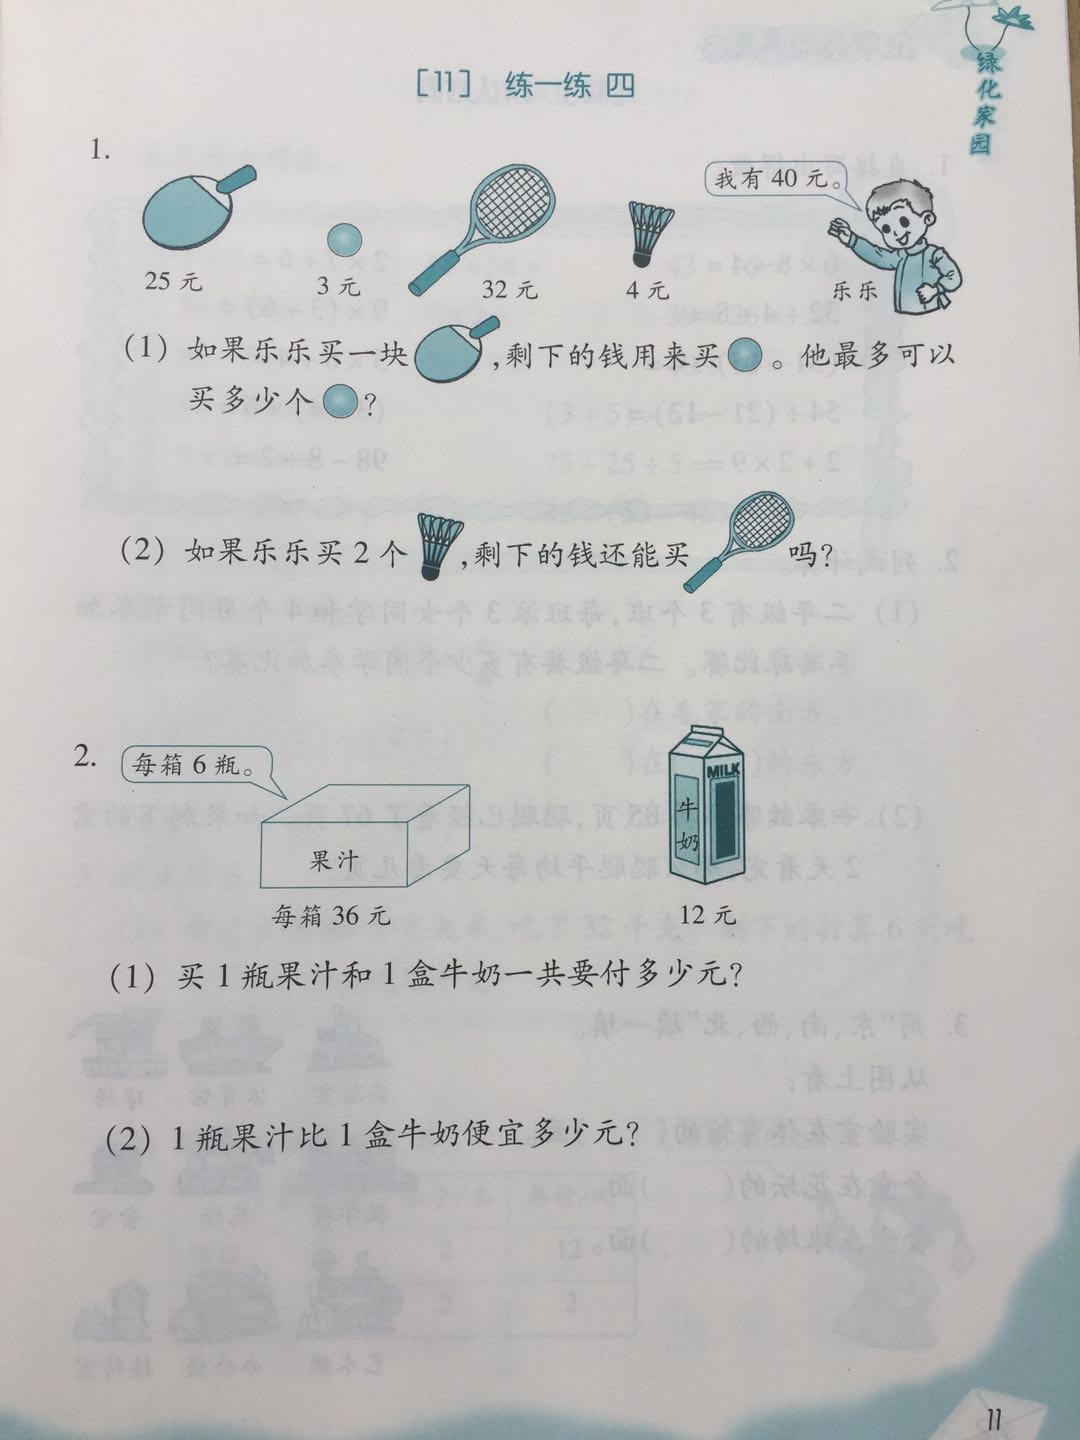 绿化家园
[11] 练一练 四
1.
我有 40 元。
25 元 3 元 32 元 4 元 乐乐
(1) 如果乐乐买一块 ,剩下的钱用来买 。他最多可以
买多少个 ?
(2) 如果乐乐买 2 个 ,剩下的钱还能买 吗?
2. 每箱 6 瓶。
果汁
MILK
牛奶
每箱 36 元 12 元
(1) 买 1 瓶果汁和 1 盒牛奶一共要付多少元?
(2) 1 瓶果汁比 1 盒牛奶便宜多少元?
11